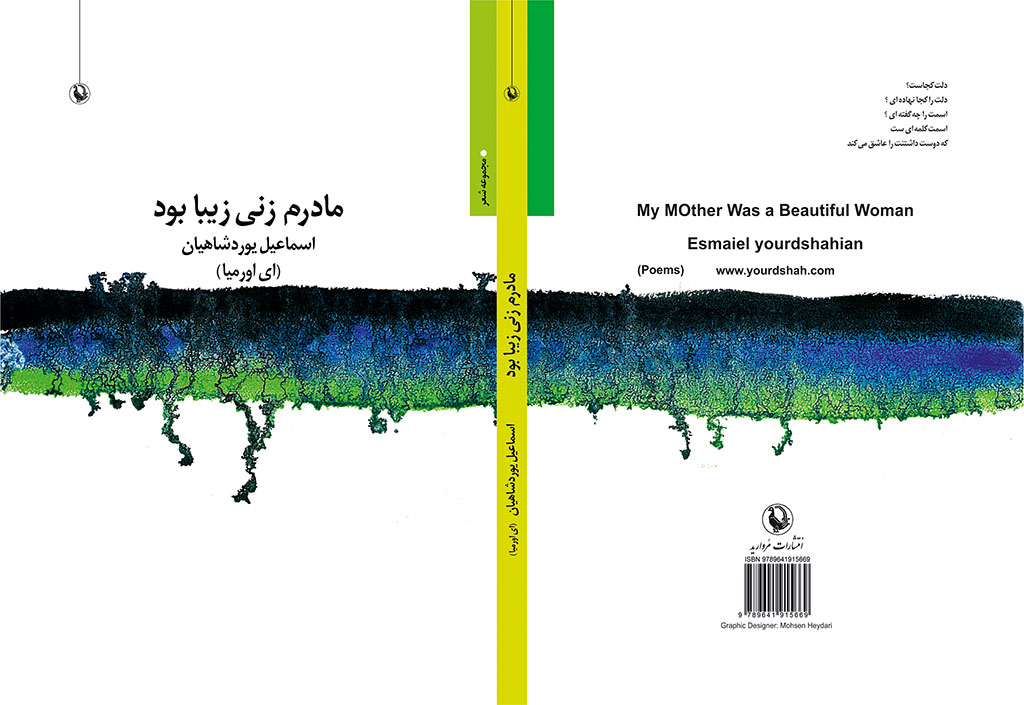 مادرم زنی زیبا بود
اسماعیل یوردشاهیان
(ای اورمیا)
مجموعه شعر
مادرم زنی زیبا بود
اسماعیل یوردشاهیان
(ای اورمیا)
دلت کجاست؟
دلت را کجا نهاده ای ؟
اسمت را چه گفته ای ؟
اسمت کلمه ای ست
که دوست داشتنت را عاشق می کند
My MOther Was a Beautiful Woman
Esmaiel yourdshahian
(Poems) www.yourdshah.com
انتشارات مروارید
ISBN 9789641915669
9 789641 915669
Graphic Designer: Mohsen Heydari